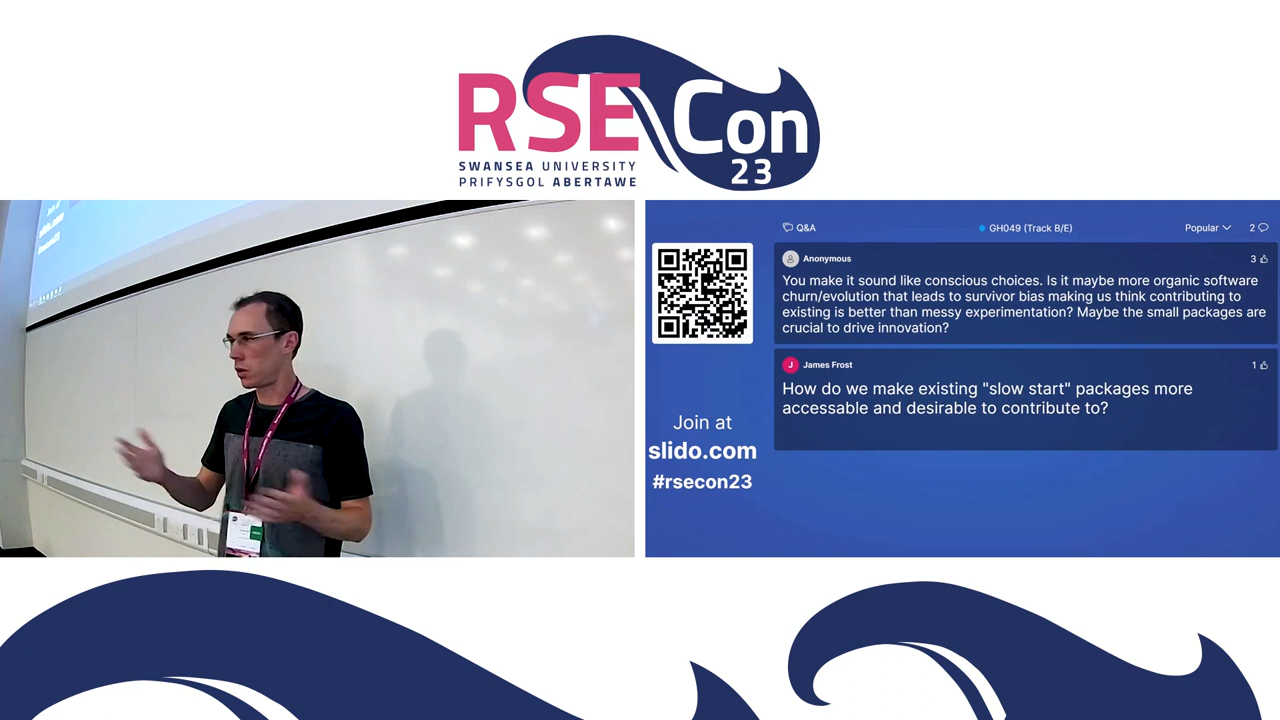 RSE Con
23
SWANSEA UNIVERSITY
PRIFYSGOL ABERTAWE
Q&A
GH049 (Track B/E)
Popular
2
Anonymous
3
You make it sound like conscious choices. Is it maybe more organic software
churn/evolution that leads to survivor bias making us think contributing to
existing is better than messy experimentation? Maybe the small packages are
crucial to drive innovation?
J
James Frost
1
How do we make existing "slow start" packages more
accessable and desirable to contribute to?
Join at
slido.com
#rsecon23